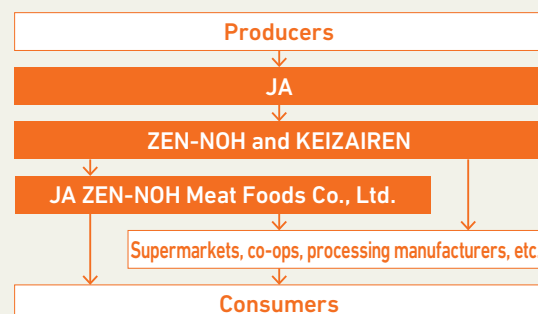 Producers
JA
ZEN-NOH and KEIZAIREN
JA ZEN-NOH Meat Foods Co., Ltd.
Supermarkets, co-ops, processing manufacturers, etc
Consumers